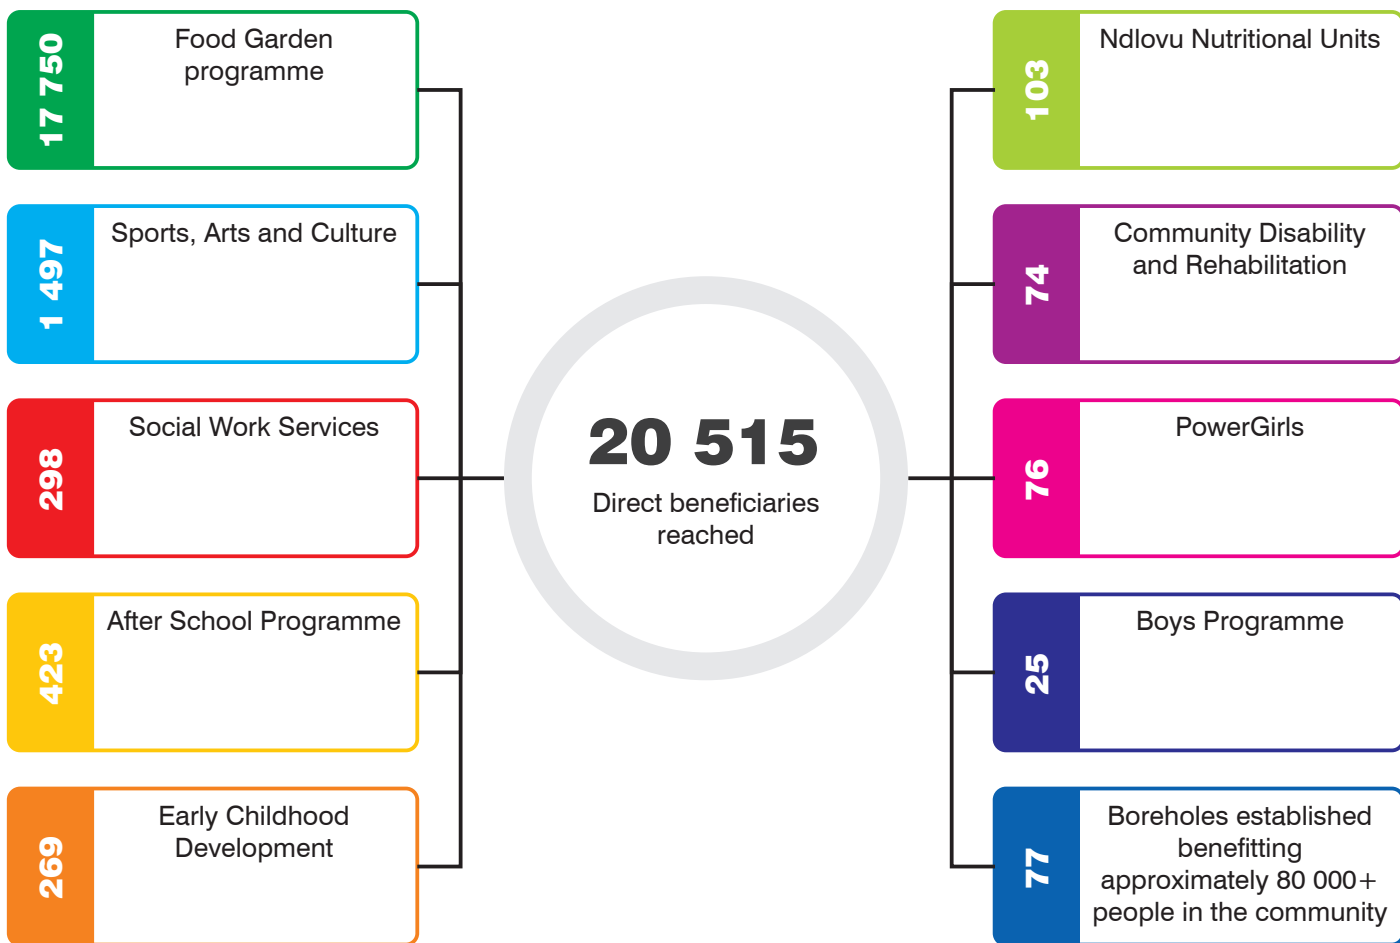 17 750
Food Garden
programme
1 497
Sports, Arts and Culture
298
Social Work Services
423
After School Programme
269
Early Childhood
Development
20 515
Direct beneficiaries
reached
103
Ndlovu Nutritional Units
74
Community Disability
and Rehabilitation
76
PowerGirls
25
Boys Programme
77
Boreholes established
benefitting
approximately 80 000+
people in the community